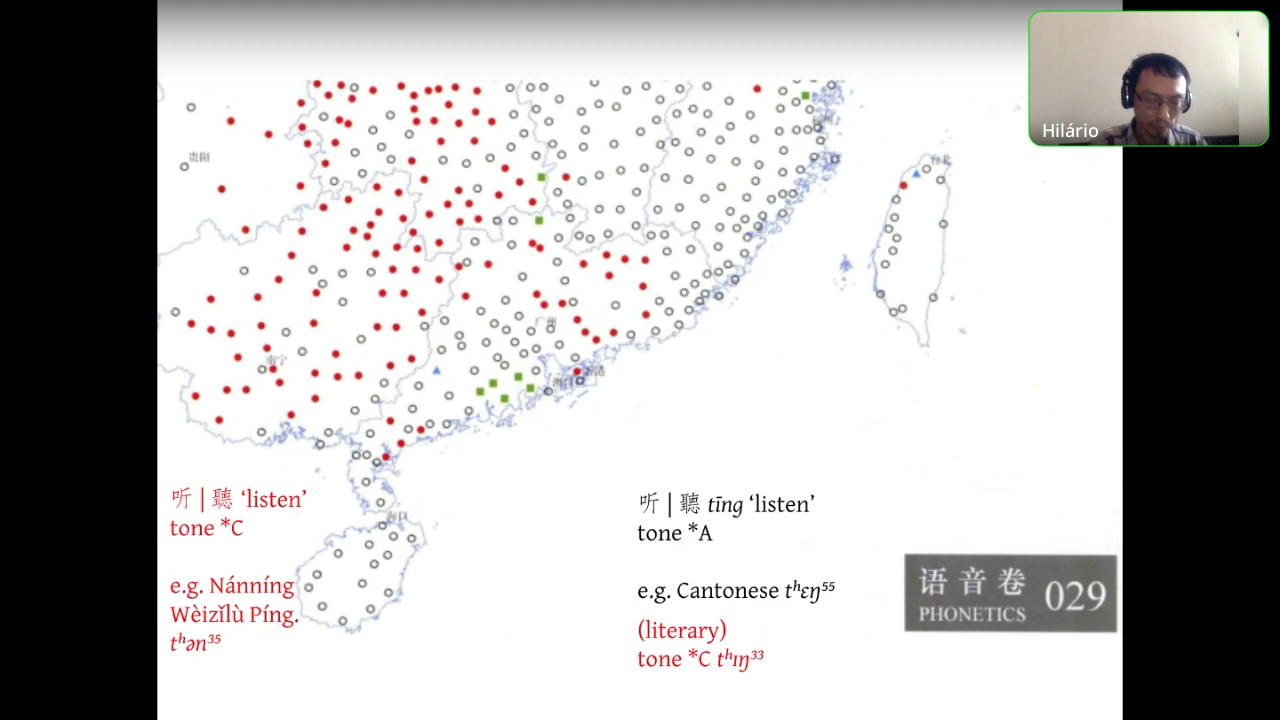 Hilário
贵阳
台北
广州
南宁
香港
海口
听 | 聽 ‘listen’
tone *C
e.g. Nánníng
Wèizǐlù Píng.
tʰən³⁵
听 | 聽 tīng ‘listen’
tone *A
e.g. Cantonese tʰɛŋ⁵⁵
(literary)
tone *C tʰɪŋ³³
语音卷 029
PHONETICS